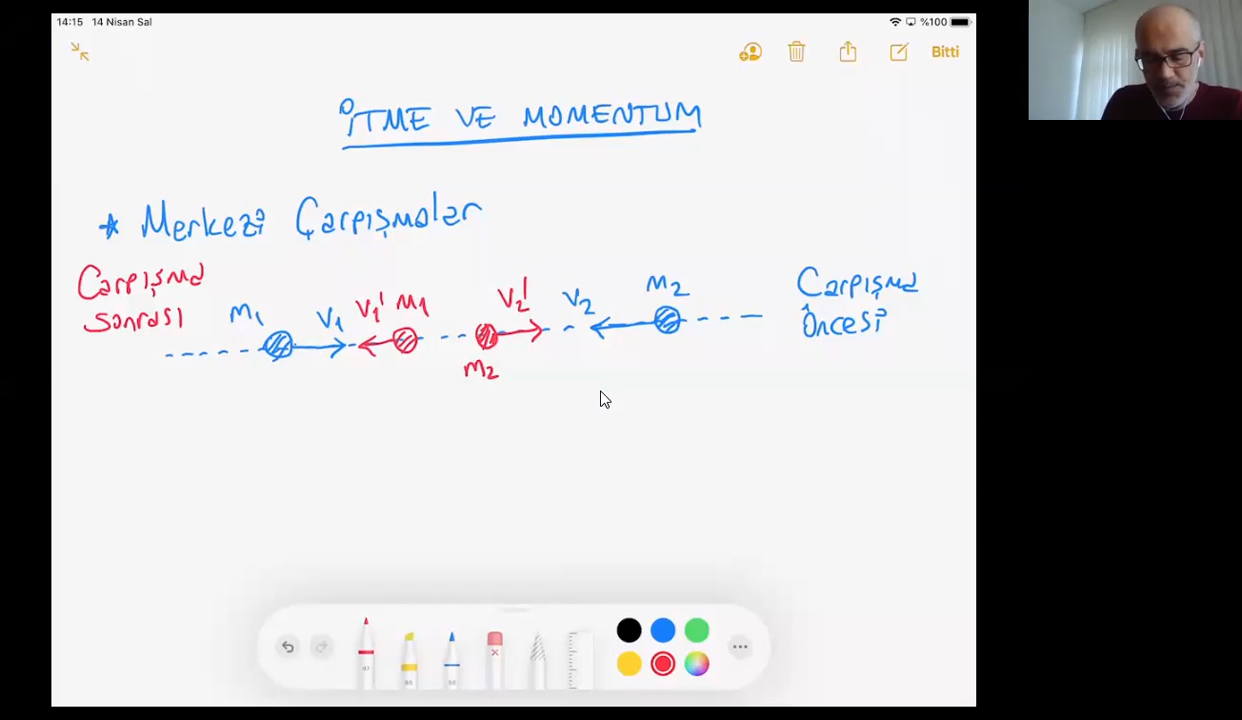 14:15 14 Nisan Sal
%100
Bitti
İTME VE MOMENTUM
* Merkezi Çarpışmalar
Çarpışma
sonrası
m₁
v₁
v₁' m₁
v₂'
m₂
v₂
m₂
Çarpışma
Öncesi